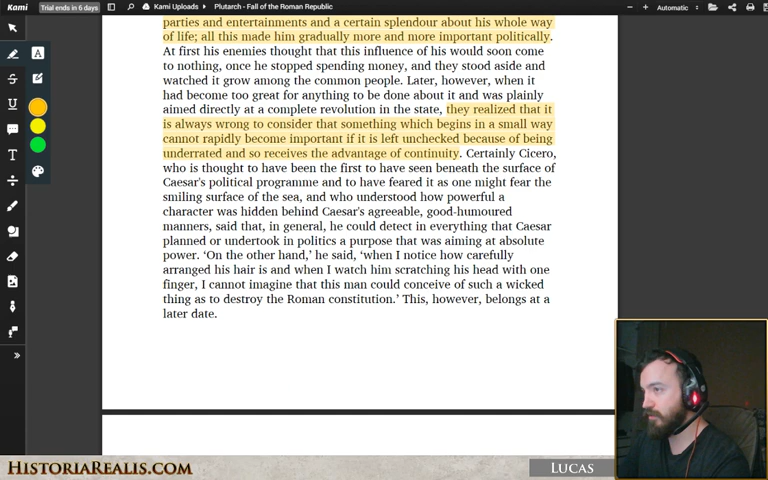 Kami
Trial ends in 6 days
Kami Uploads > Plutarch - Fall of the Roman Republic
Automatic
parties and entertainments and a certain splendour about his whole way
of life; all this made him gradually more and more important politically.
At first his enemies thought that this influence of his would soon come
to nothing, once he stopped spending money, and they stood aside and
watched it grow among the common people. Later, however, when it
had become too great for anything to be done about it and was plainly
aimed directly at a complete revolution in the state, they realized that it
is always wrong to consider that something which begins in a small way
cannot rapidly become important if it is left unchecked because of being
underrated and so receives the advantage of continuity. Certainly Cicero,
who is thought to have been the first to have seen beneath the surface of
Caesar's political programme and to have feared it as one might fear the
smiling surface of the sea, and who understood how powerful a
character was hidden behind Caesar's agreeable, good-humoured
manners, said that, in general, he could detect in everything that Caesar
planned or undertook in politics a purpose that was aiming at absolute
power. ‘On the other hand,’ he said, ‘when I notice how carefully
arranged his hair is and when I watch him scratching his head with one
finger, I cannot imagine that this man could conceive of such a wicked
thing as to destroy the Roman constitution.’ This, however, belongs at a
later date.
HISTORIAREALIS.COM
LUCAS